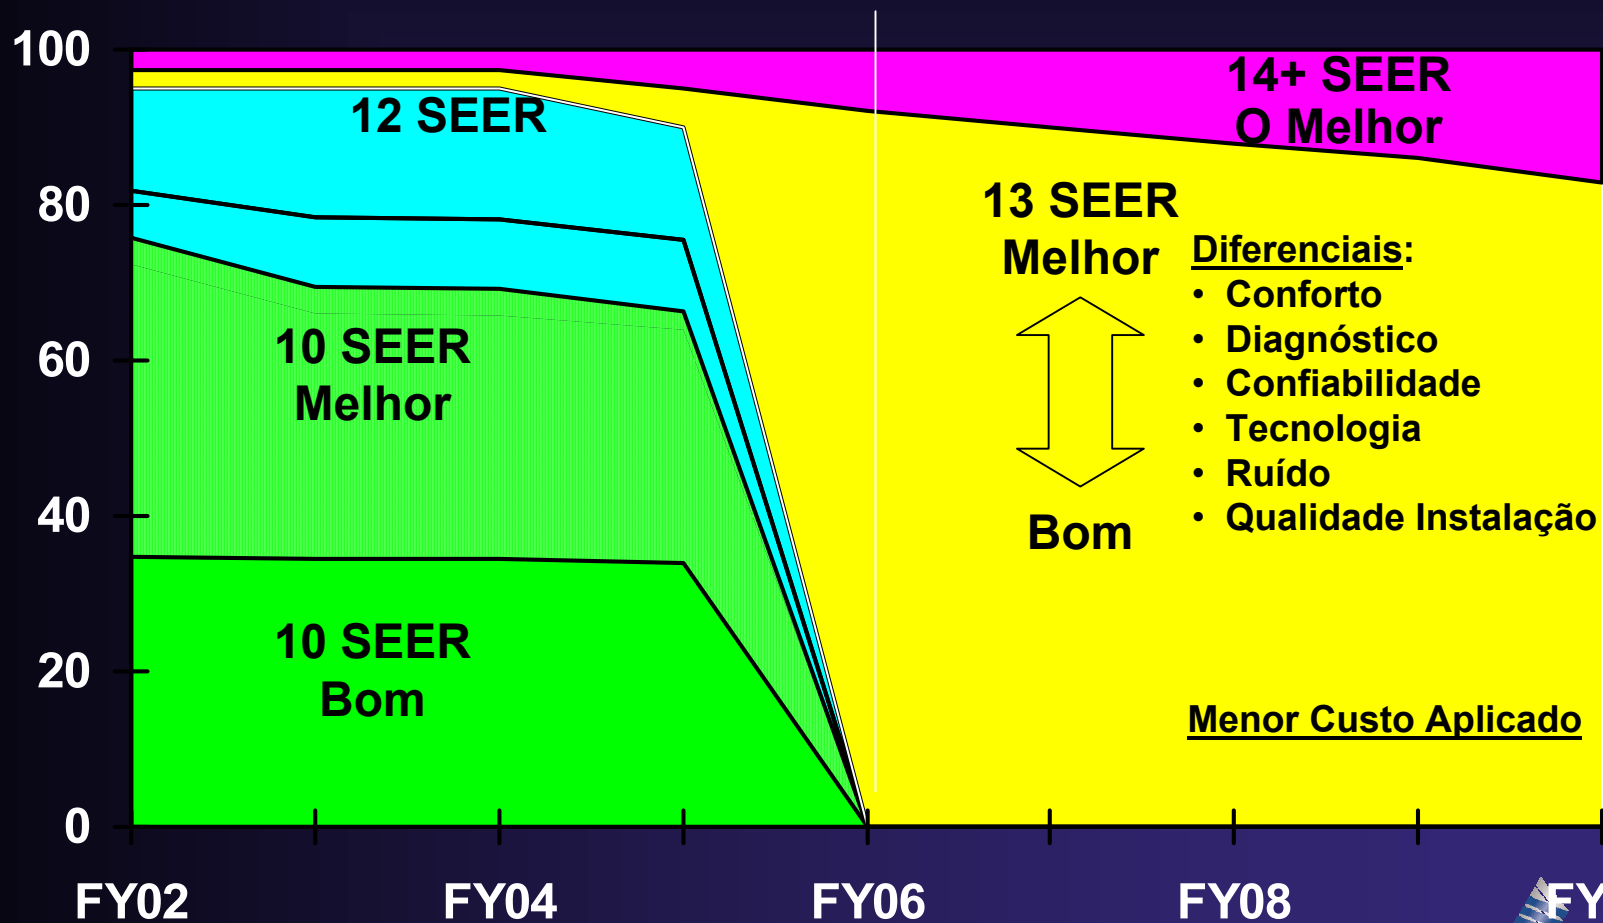 100
80
60
40
20
0
12 SEER
10 SEER
Melhor
10 SEER
Bom
14+ SEER
O Melhor
13 SEER
Melhor
Bom
Diferenciais:
• Conforto
• Diagnóstico
• Confiabilidade
• Tecnologia
• Ruído
• Qualidade Instalação
Menor Custo Aplicado
FY02 FY04 FY06 FY08 FY